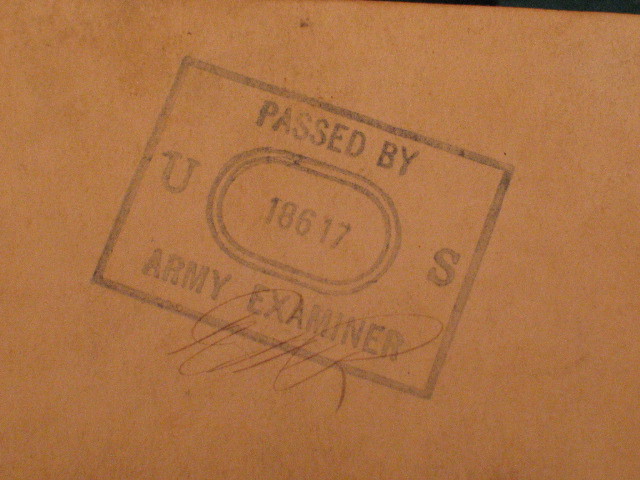 PASSED BY
U 18617 S
ARMY EXAMINER